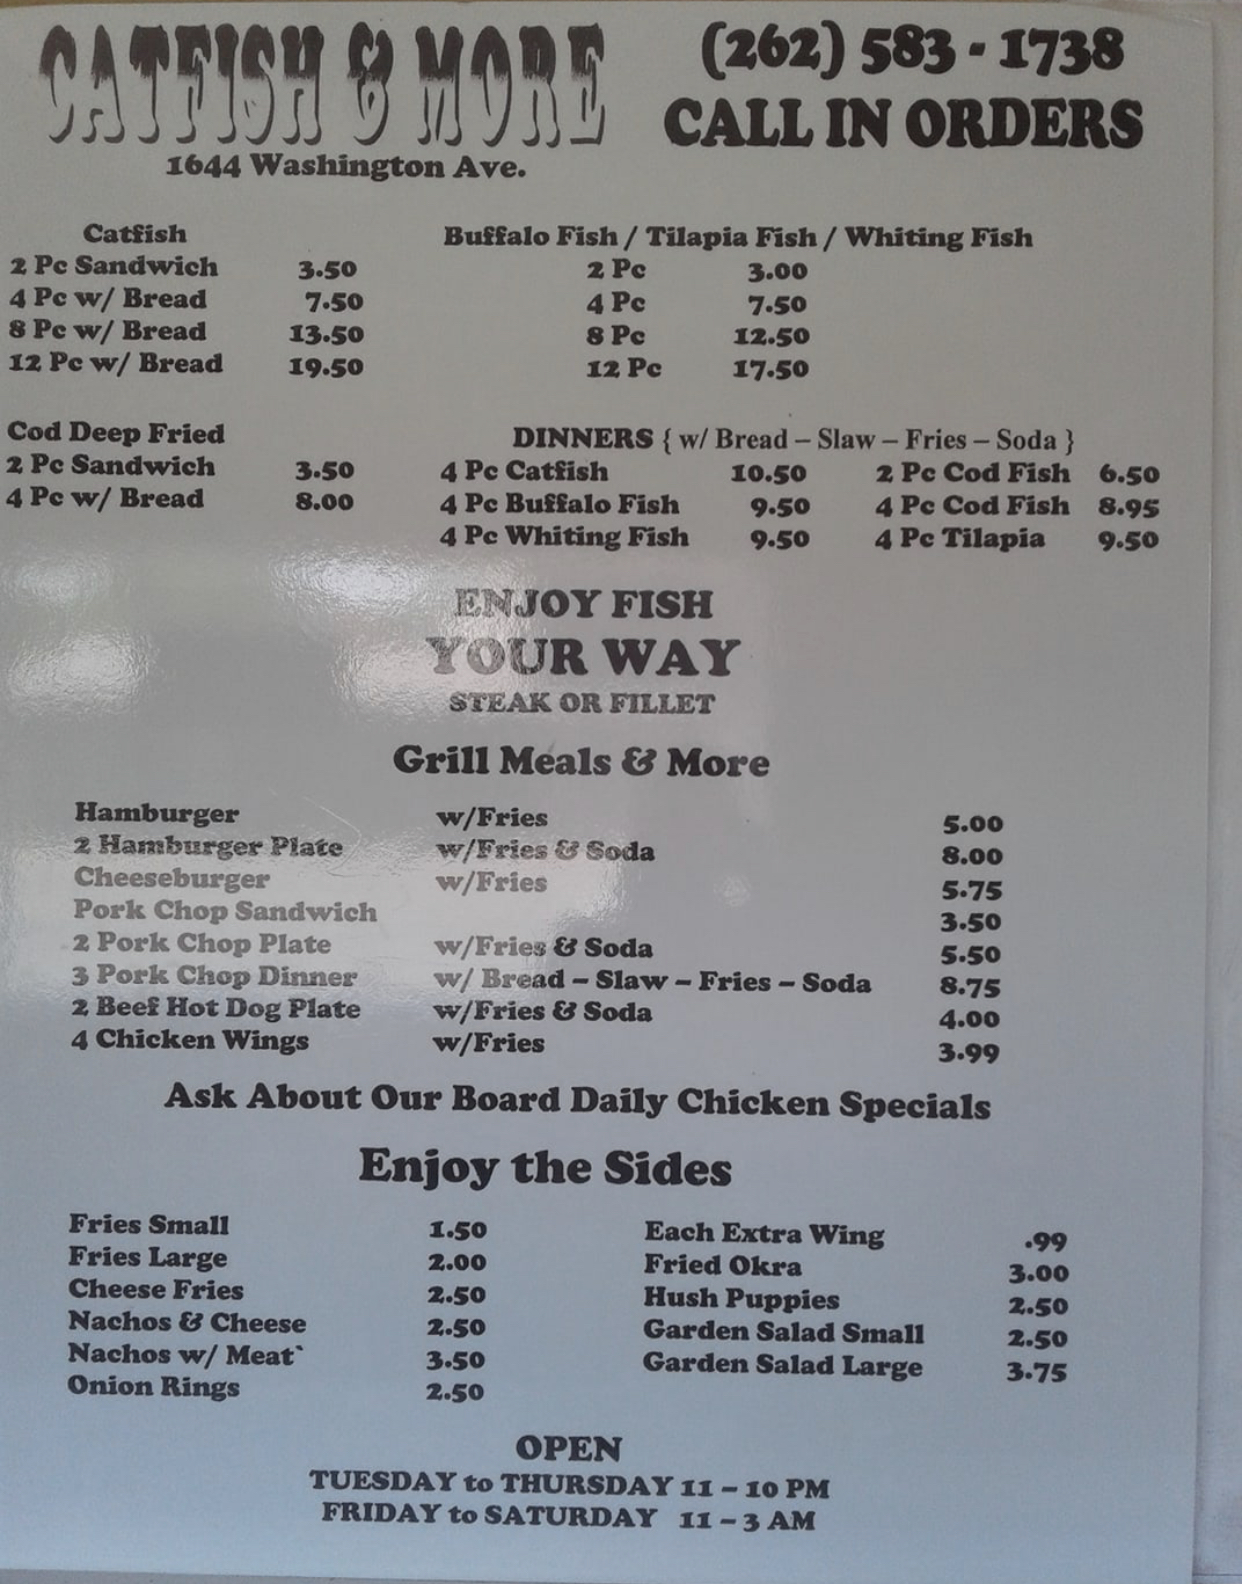 CATFISH & MORE
(262) 583 - 1738
CALL IN ORDERS
1644 Washington Ave.
Catfish
2 Pc Sandwich 3.50
4 Pc w/ Bread 7.50
8 Pc w/ Bread 13.50
12 Pc w/ Bread 19.50
Buffalo Fish / Tilapia Fish / Whiting Fish
2 Pc 3.00
4 Pc 7.50
8 Pc 12.50
12 Pc 17.50
Cod Deep Fried
2 Pc Sandwich 3.50
4 Pc w/ Bread 8.00
DINNERS { w/ Bread – Slaw – Fries – Soda }
4 Pc Catfish 10.50 2 Pc Cod Fish 6.50
4 Pc Buffalo Fish 9.50 4 Pc Cod Fish 8.95
4 Pc Whiting Fish 9.50 4 Pc Tilapia 9.50
ENJOY FISH
YOUR WAY
STEAK OR FILLET
Grill Meals & More
Hamburger w/Fries 5.00
2 Hamburger Plate w/Fries & Soda 8.00
Cheeseburger w/Fries 5.75
Pork Chop Sandwich 3.50
2 Pork Chop Plate w/Fries & Soda 5.50
3 Pork Chop Dinner w/ Bread – Slaw – Fries – Soda 8.75
2 Beef Hot Dog Plate w/Fries & Soda 4.00
4 Chicken Wings w/Fries 3.99
Ask About Our Board Daily Chicken Specials
Enjoy the Sides
Fries Small 1.50
Fries Large 2.00
Cheese Fries 2.50
Nachos & Cheese 2.50
Nachos w/ Meat` 3.50
Onion Rings 2.50
Each Extra Wing .99
Fried Okra 3.00
Hush Puppies 2.50
Garden Salad Small 2.50
Garden Salad Large 3.75
OPEN
TUESDAY to THURSDAY 11 – 10 PM
FRIDAY to SATURDAY 11 – 3 AM